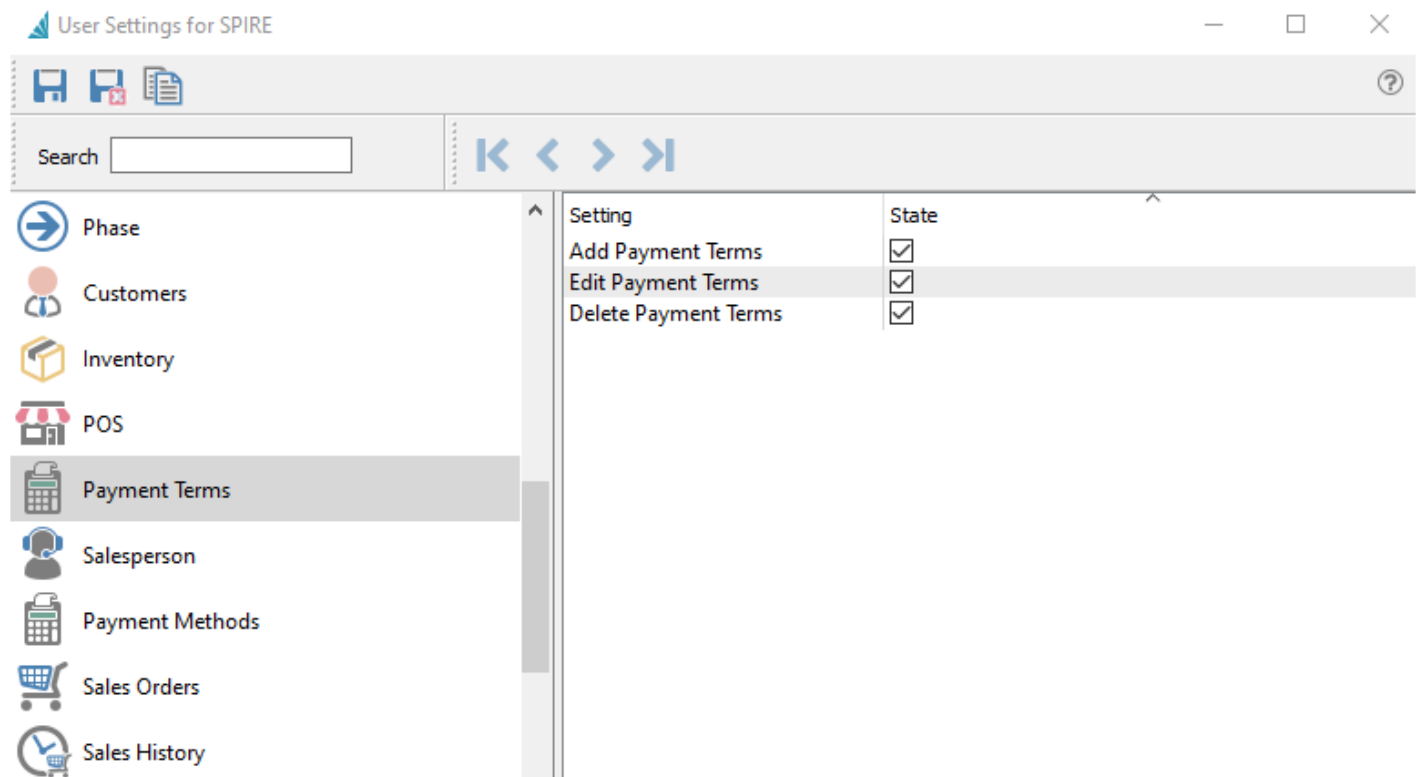 User Settings for SPIRE
Search
Phase
Customers
Inventory
POS
Payment Terms
Salesperson
Payment Methods
Sales Orders
Sales History
Setting State
Add Payment Terms
Edit Payment Terms
Delete Payment Terms